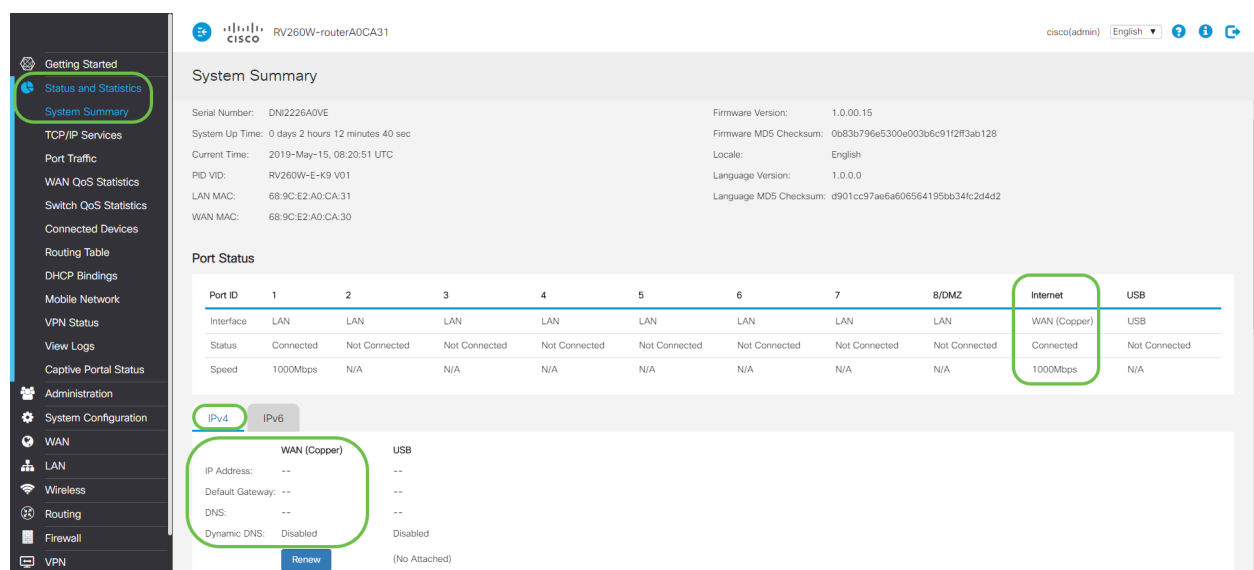 CISCO RV260W-routerA0CA31 cisco(admin) English
Getting Started
Status and Statistics
System Summary
TCP/IP Services
Port Traffic
WAN QoS Statistics
Switch QoS Statistics
Connected Devices
Routing Table
DHCP Bindings
Mobile Network
VPN Status
View Logs
Captive Portal Status
Administration
System Configuration
WAN
LAN
Wireless
Routing
Firewall
VPN
System Summary
Serial Number: DNI2226A0VE
System Up Time: 0 days 2 hours 12 minutes 40 sec
Current Time: 2019-May-15, 08:20:51 UTC
PID VID: RV260W-E-K9 V01
LAN MAC: 68:9C:E2:A0:CA:31
WAN MAC: 68:9C:E2:A0:CA:30
Firmware Version: 1.0.00.15
Firmware MD5 Checksum: 0b83b796e5300e003b6c91f2ff3ab128
Locale: English
Language Version: 1.0.0.0
Language MD5 Checksum: d901cc97ae6a606564195bb34fc2d4d2
Port Status
Port ID 1 2 3 4 5 6 7 8/DMZ Internet USB
Interface LAN LAN LAN LAN LAN LAN LAN LAN WAN (Copper) USB
Status Connected Not Connected Not Connected Not Connected Not Connected Not Connected Not Connected Not Connected Connected Not Connected
Speed 1000Mbps N/A N/A N/A N/A N/A N/A N/A 1000Mbps N/A
IPv4 IPv6
WAN (Copper) USB
IP Address: -- --
Default Gateway: -- --
DNS: -- --
Dynamic DNS: Disabled Disabled
Renew (No Attached)